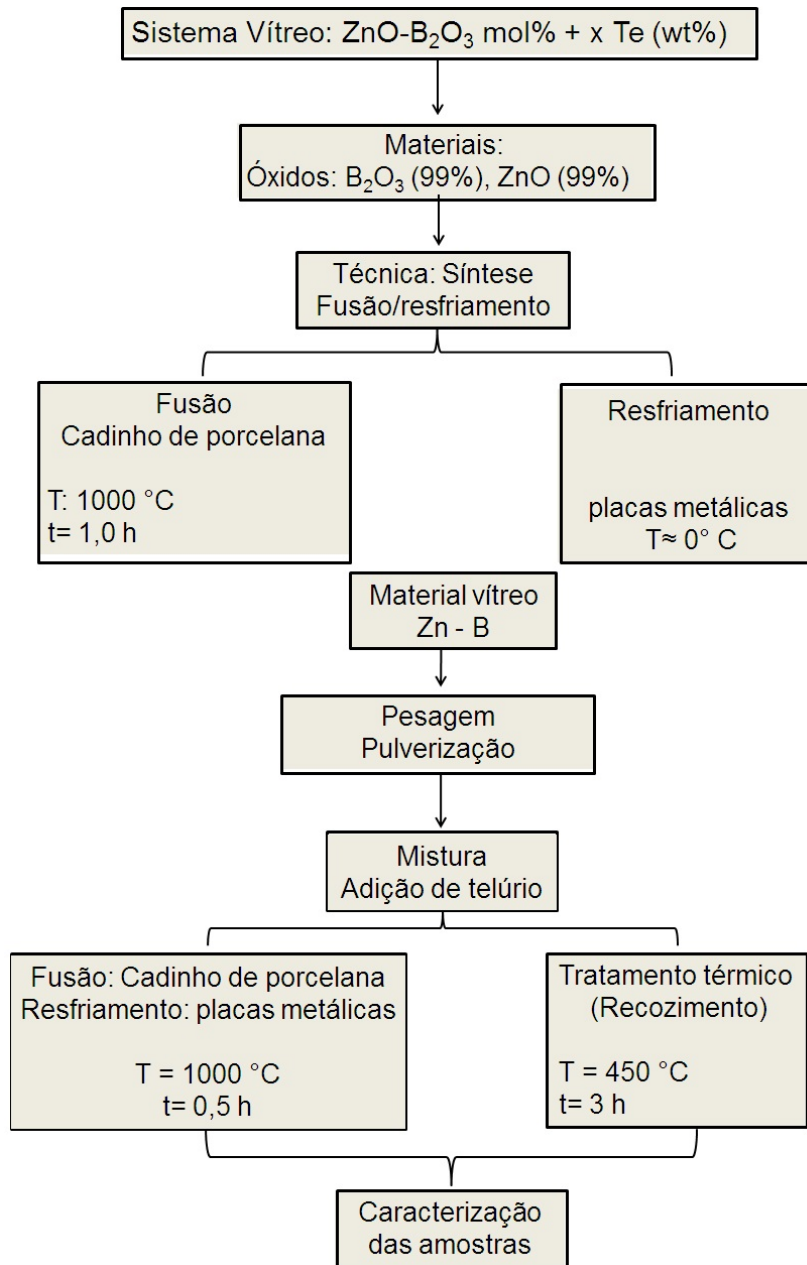 Sistema Vítreo: ZnO-B₂O₃ mol% + x Te (wt%)
Materiais:
Óxidos: B₂O₃ (99%), ZnO (99%)
Técnica: Síntese
Fusão/resfriamento
Fusão
Cadinho de porcelana
T: 1000 °C
t= 1,0 h
Resfriamento
placas metálicas
T≈ 0° C
Material vítreo
Zn - B
Pesagem
Pulverização
Mistura
Adição de telúrio
Fusão: Cadinho de porcelana
Resfriamento: placas metálicas
T = 1000 °C
t= 0,5 h
Tratamento térmico
(Recozimento)
T = 450 °C
t= 3 h
Caracterização
das amostras